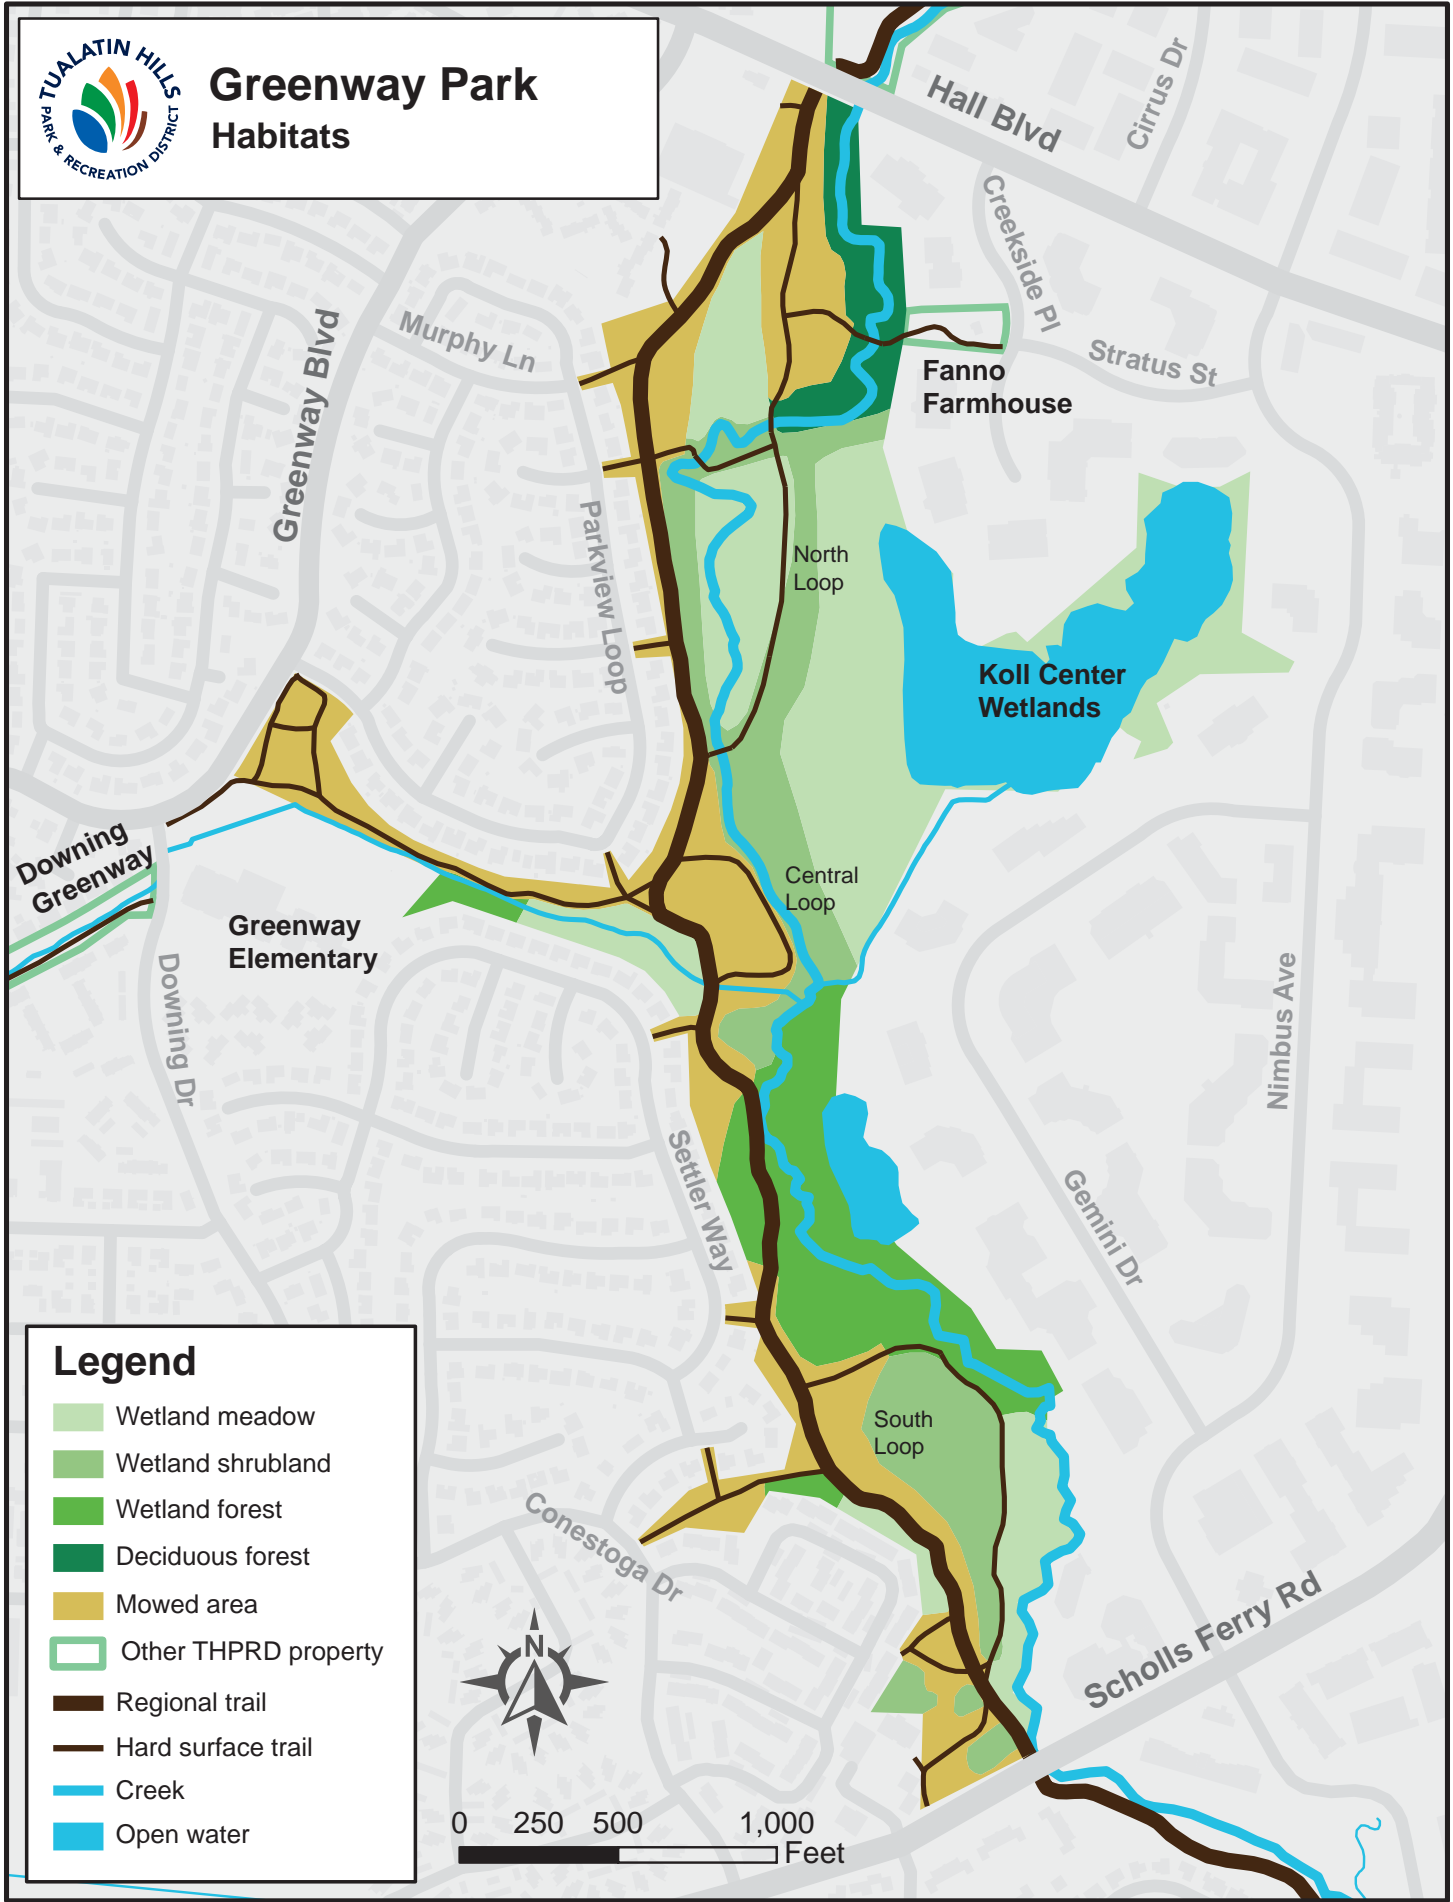 TUALATIN HILLS
PARK & RECREATION DISTRICT
Greenway Park
Habitats
Hall Blvd
Cirrus Dr
Creekside Pl
Stratus St
Murphy Ln
Greenway Blvd
Fanno
Farmhouse
Parkview Loop
North
Loop
Koll Center
Wetlands
Downing
Greenway
Central
Loop
Greenway
Elementary
Downing Dr
Nimbus Ave
Settler Way
Gemini Dr
South
Loop
Conestoga Dr
Scholls Ferry Rd
Legend
Wetland meadow
Wetland shrubland
Wetland forest
Deciduous forest
Mowed area
Other THPRD property
Regional trail
Hard surface trail
Creek
Open water
N
0 250 500 1,000
Feet